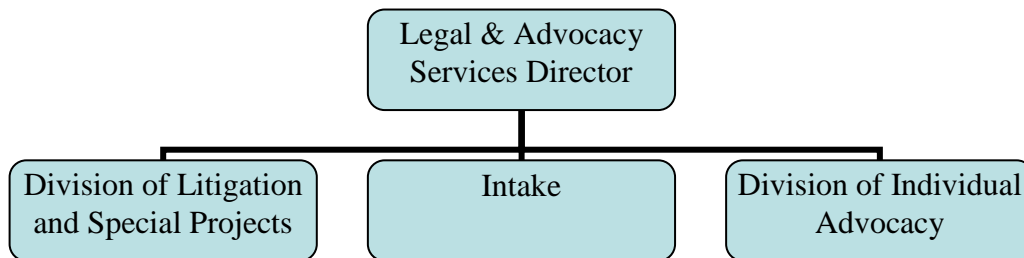 Legal & Advocacy
Services Director
Division of Litigation
and Special Projects
Intake
Division of Individual
Advocacy